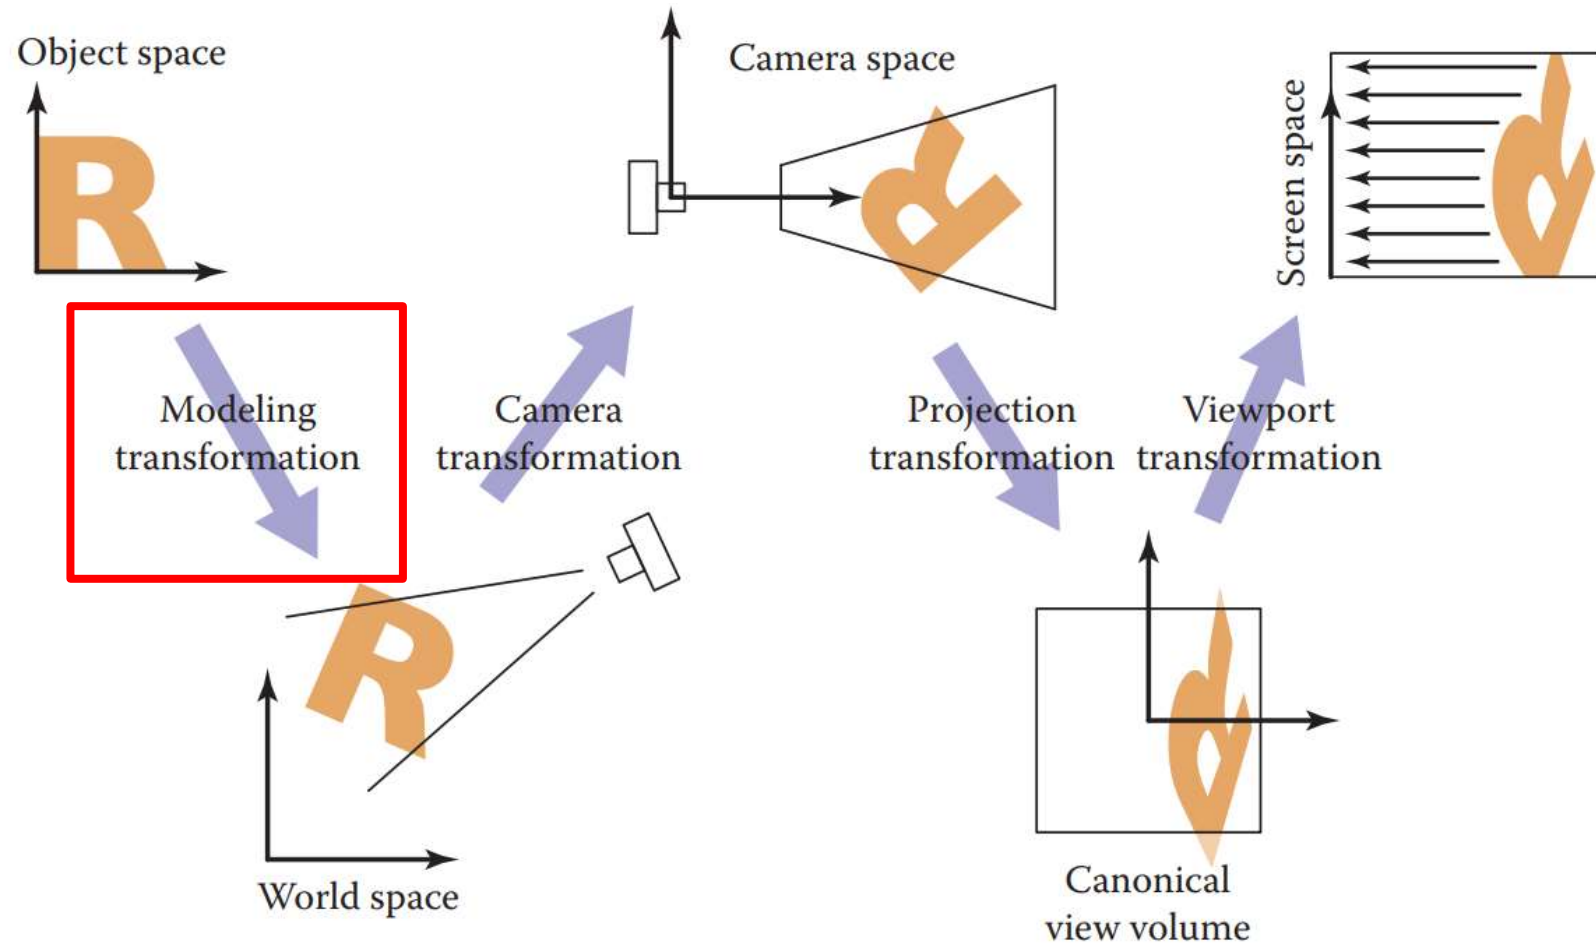 Object space
Camera space
Screen space
Modeling
transformation
Camera
transformation
Projection
transformation
Viewport
transformation
World space
Canonical
view volume